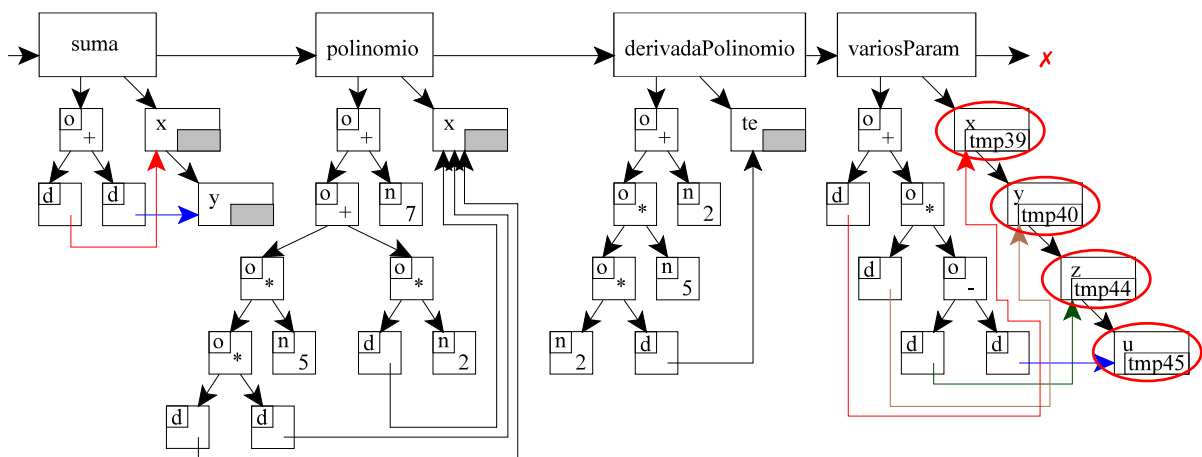 suma
polinomio
derivadaPolinomio
variosParam
✗
o
+
x
o
+
x
o
+
te
o
+
x
tmp39
d
d
y
o
+
n
7
o
*
n
2
d
o
*
y
tmp40
o
*
o
*
o
*
n
5
d
o
-
z
tmp44
o
*
n
5
d
n
2
n
2
d
d
d
u
tmp45
d
d